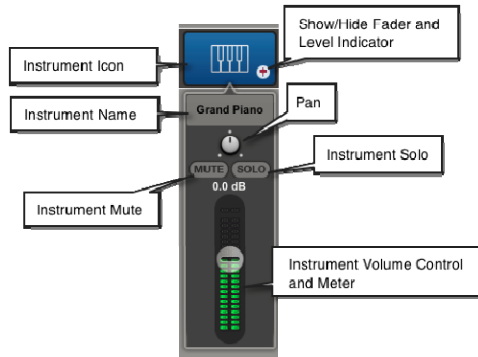 Show/Hide Fader and
Level Indicator
Instrument Icon
Instrument Name
Grand Piano
Pan
MUTE
SOLO
Instrument Solo
0.0 dB
Instrument Mute
Instrument Volume Control
and Meter